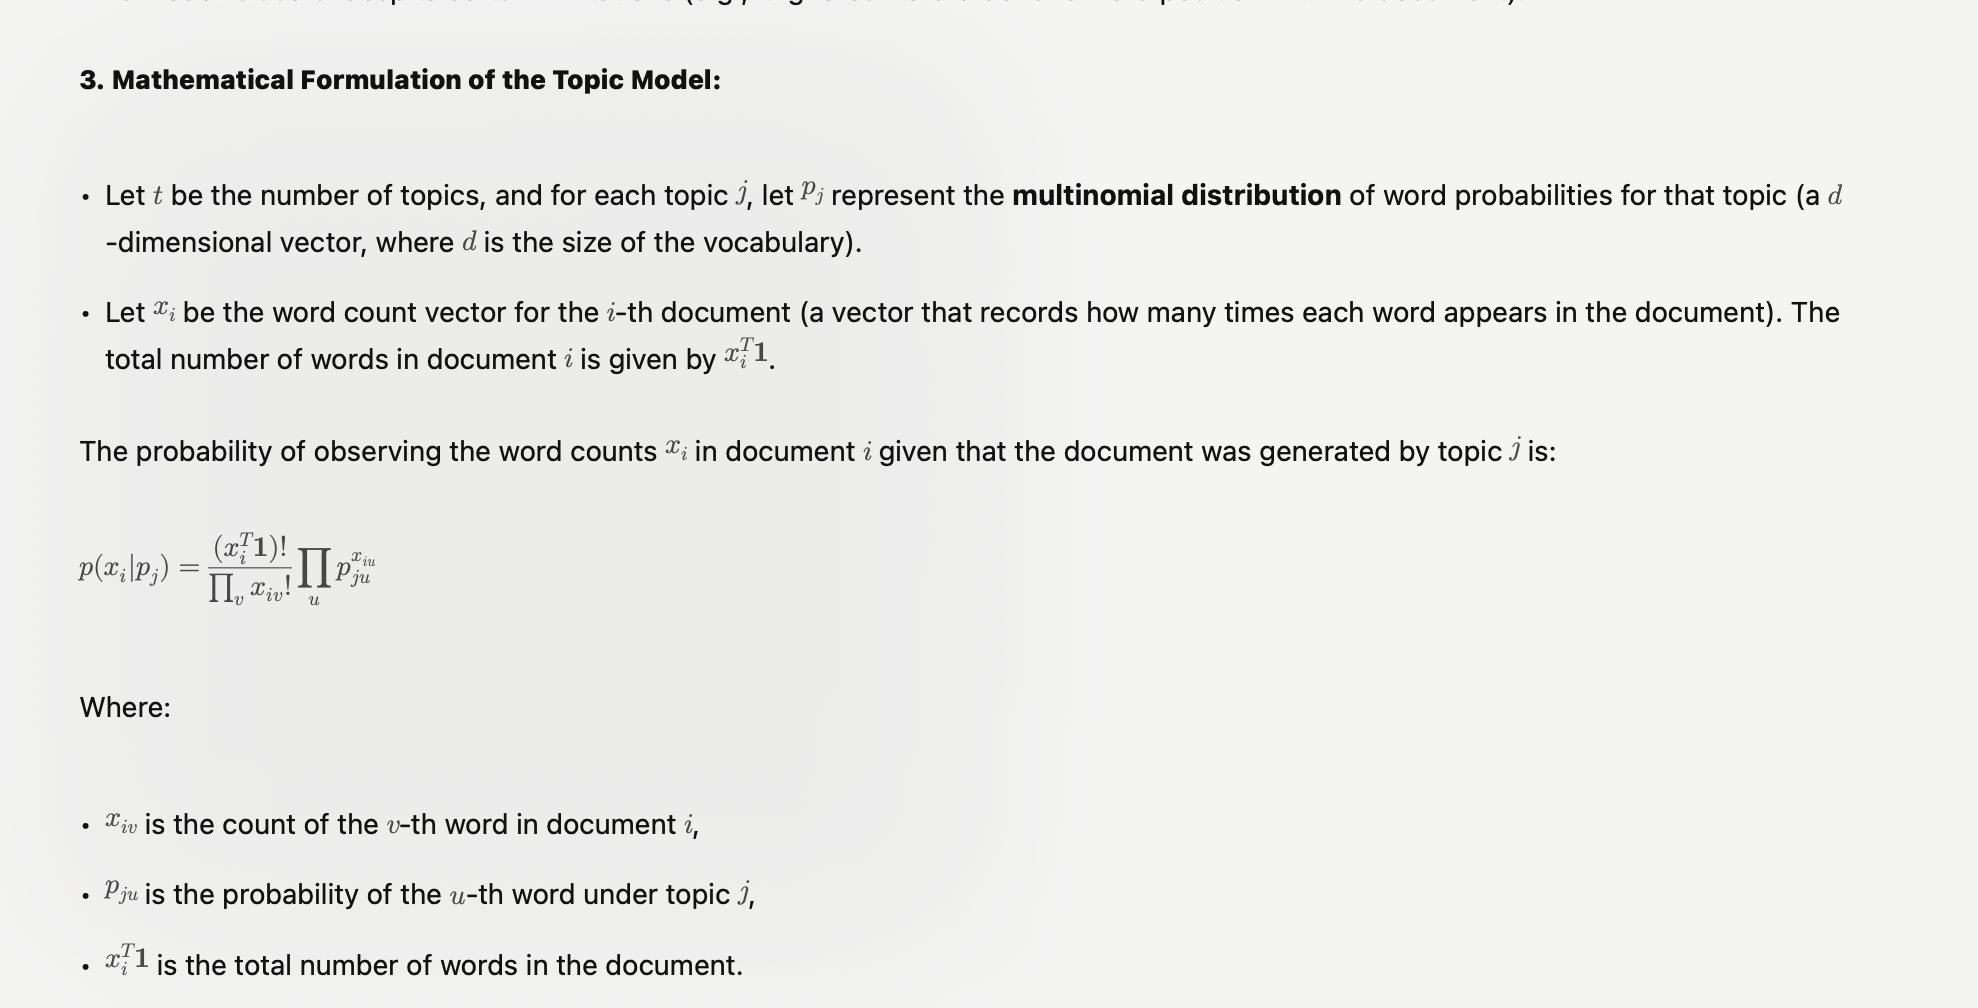 3. Mathematical Formulation of the Topic Model:
• Let t be the number of topics, and for each topic j, let p_j represent the multinomial distribution of word probabilities for that topic (a d
-dimensional vector, where d is the size of the vocabulary).
• Let x_i be the word count vector for the i-th document (a vector that records how many times each word appears in the document). The
total number of words in document i is given by x_i^T 1.
The probability of observing the word counts x_i in document i given that the document was generated by topic j is:
p(x_i|p_j) = \frac{(x_i^T 1)!}{∏_v x_{iv}!} ∏_u p_{ju}^{x_{iu}}
Where:
• x_{iv} is the count of the v-th word in document i,
• p_{ju} is the probability of the u-th word under topic j,
• x_i^T 1 is the total number of words in the document.